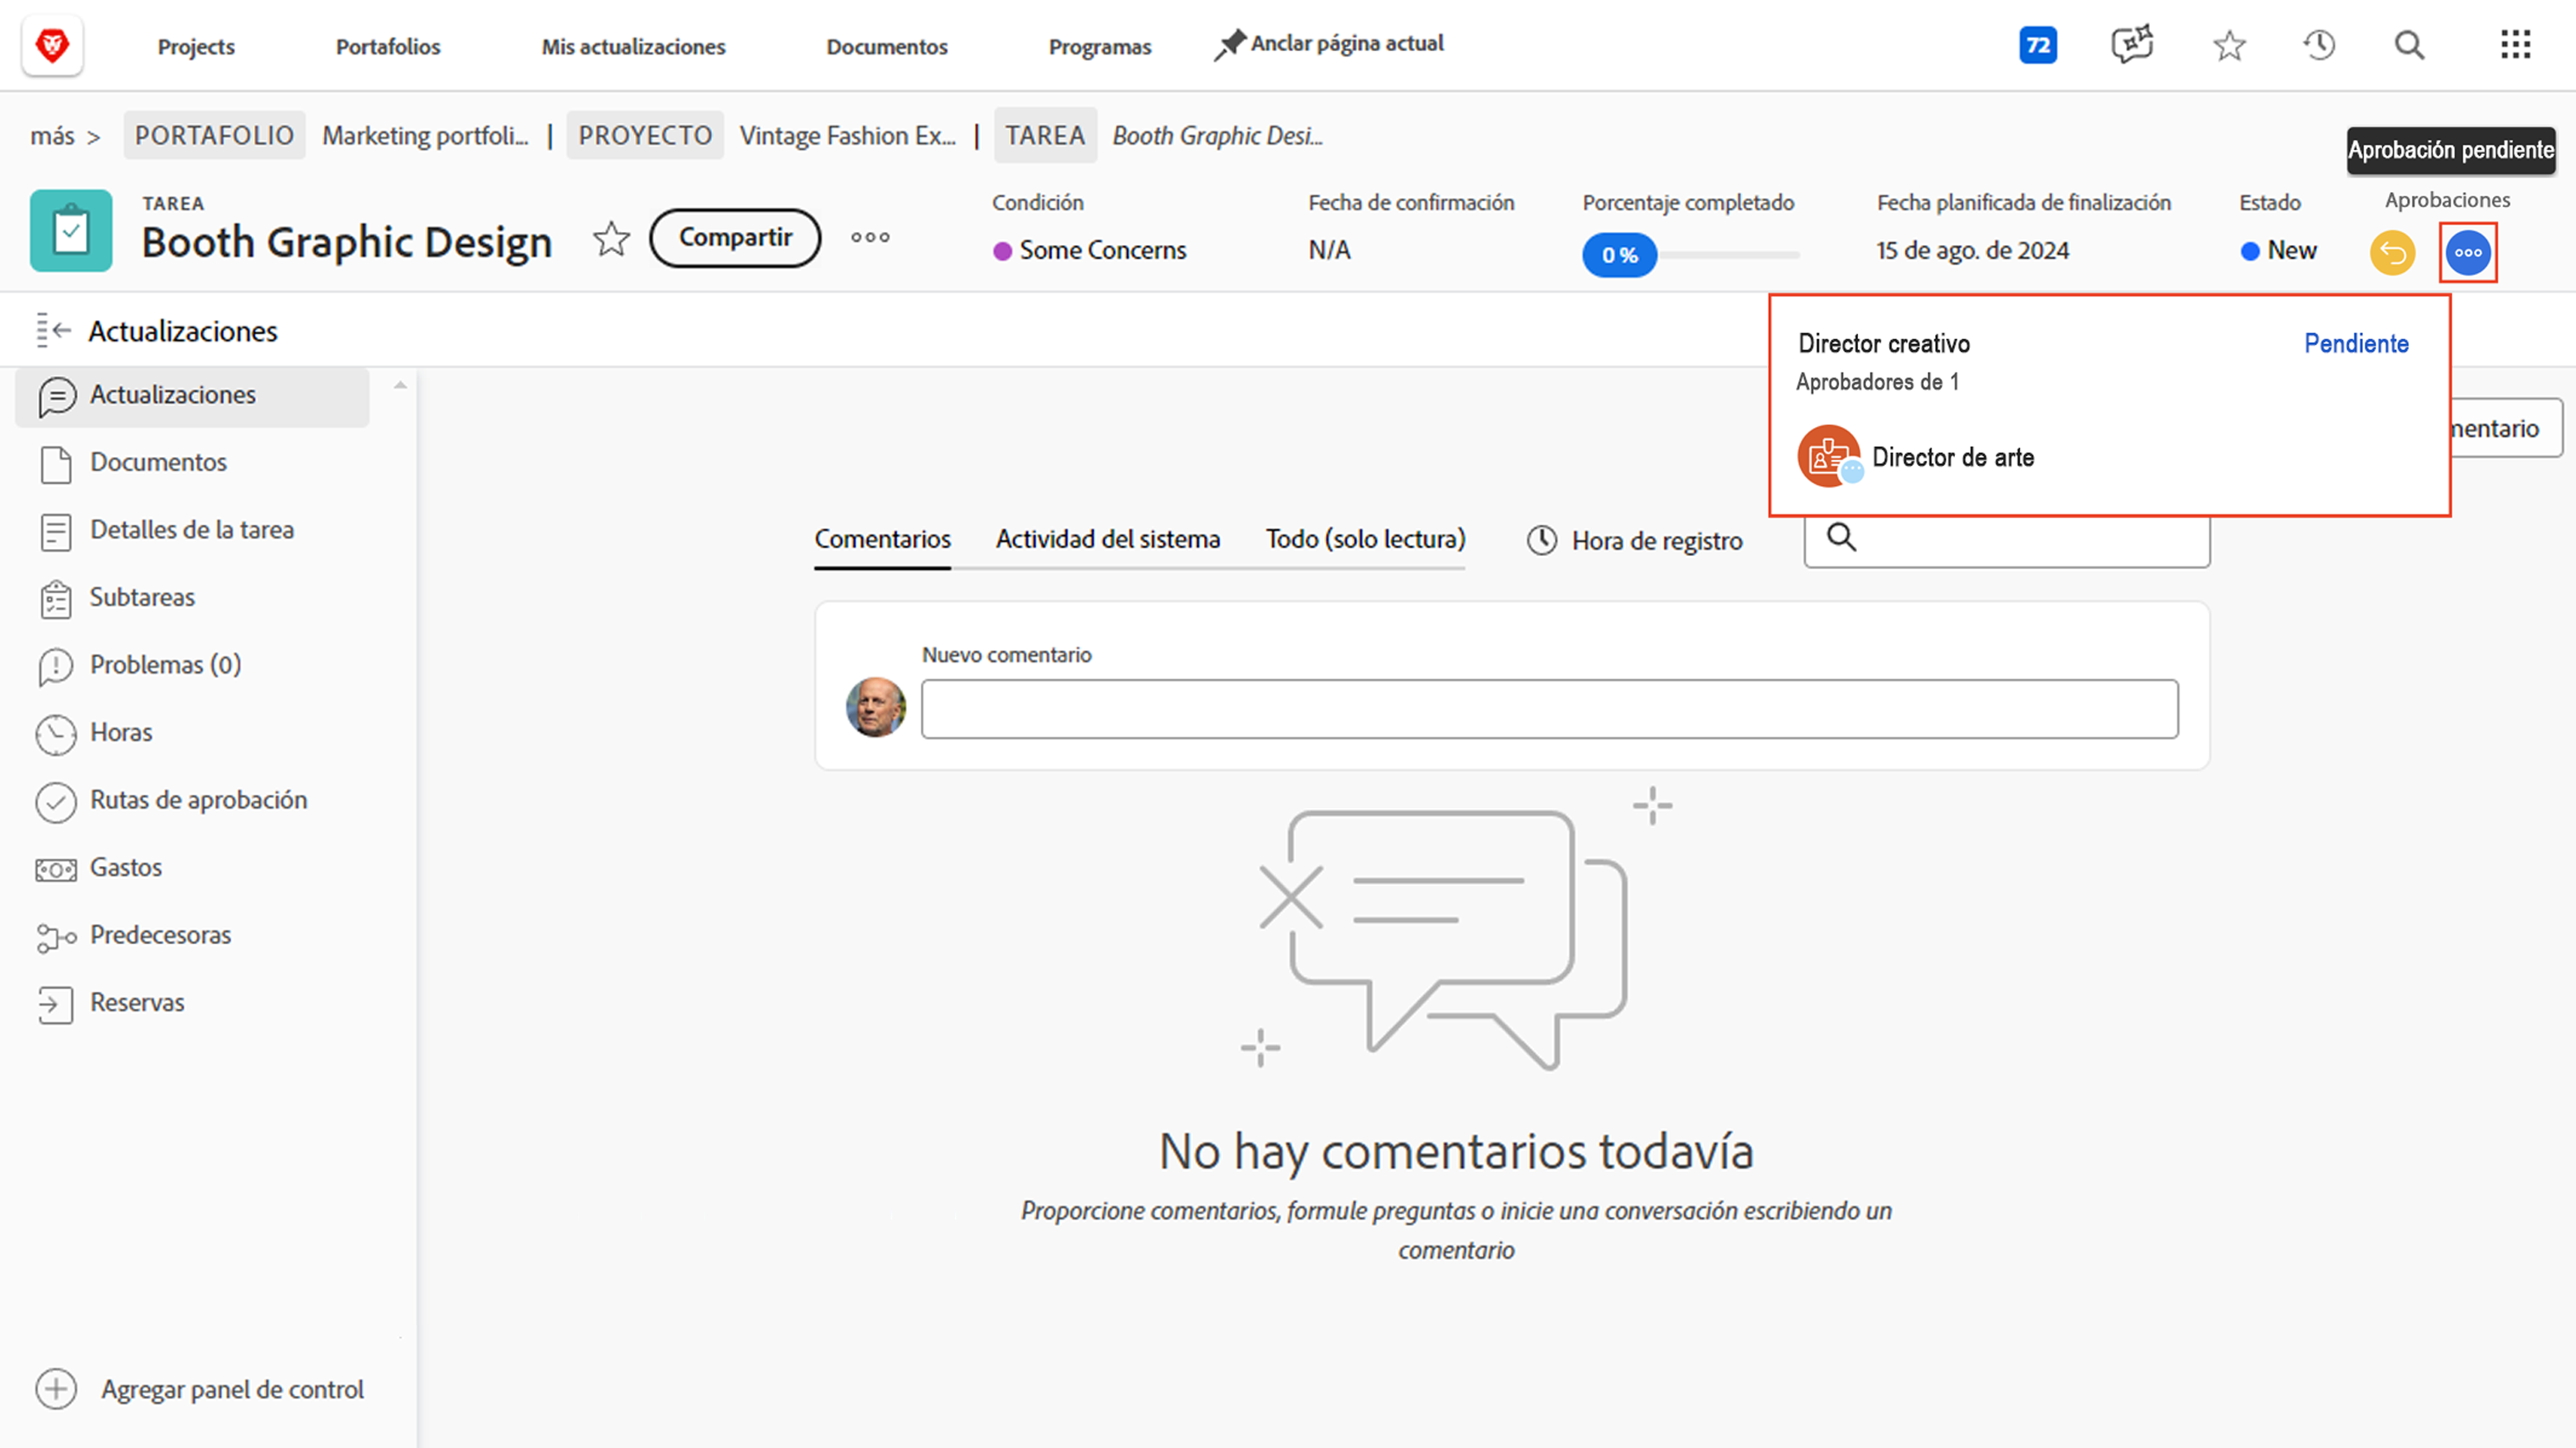 Projects
Portafolios
Mis actualizaciones
Documentos
Programas
Anclar página actual
72
más >
PORTAFOLIO Marketing portfoli... | PROYECTO Vintage Fashion Ex... | TAREA Booth Graphic Desi...
Aprobación pendiente
TAREA
Booth Graphic Design
Compartir
Condición
Some Concerns
Fecha de confirmación
N/A
Porcentaje completado
0 %
Fecha planificada de finalización
15 de ago. de 2024
Estado
New
Aprobaciones
Actualizaciones
Director creativo
Pendiente
Aprobadores de 1
Director de arte
mentario
Actualizaciones
Documentos
Detalles de la tarea
Subtareas
Problemas (0)
Horas
Rutas de aprobación
Gastos
Predecesoras
Reservas
Agregar panel de control
Comentarios
Actividad del sistema
Todo (solo lectura)
Hora de registro
Nuevo comentario
No hay comentarios todavía
Proporcione comentarios, formule preguntas o inicie una conversación escribiendo un
comentario